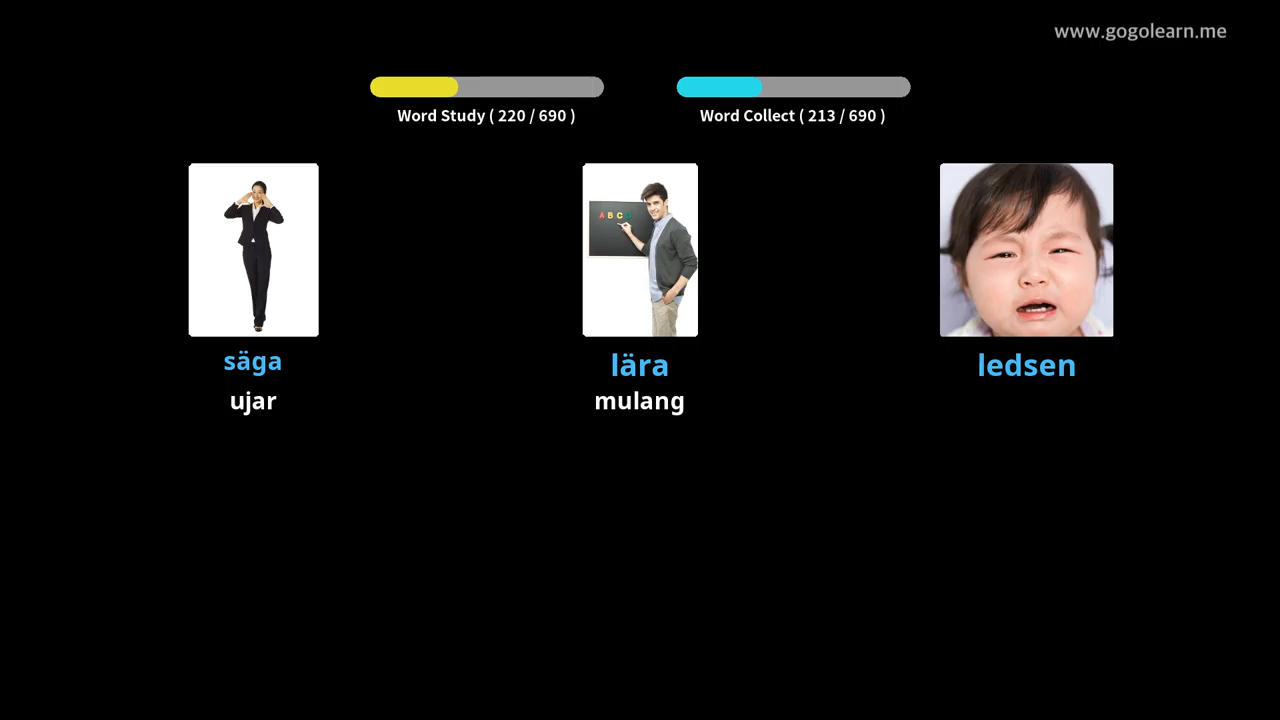 www.gogolearn.me
Word Study ( 220 / 690 )
Word Collect ( 213 / 690 )
A B C
säga
lära
ledsen
ujar
mulang